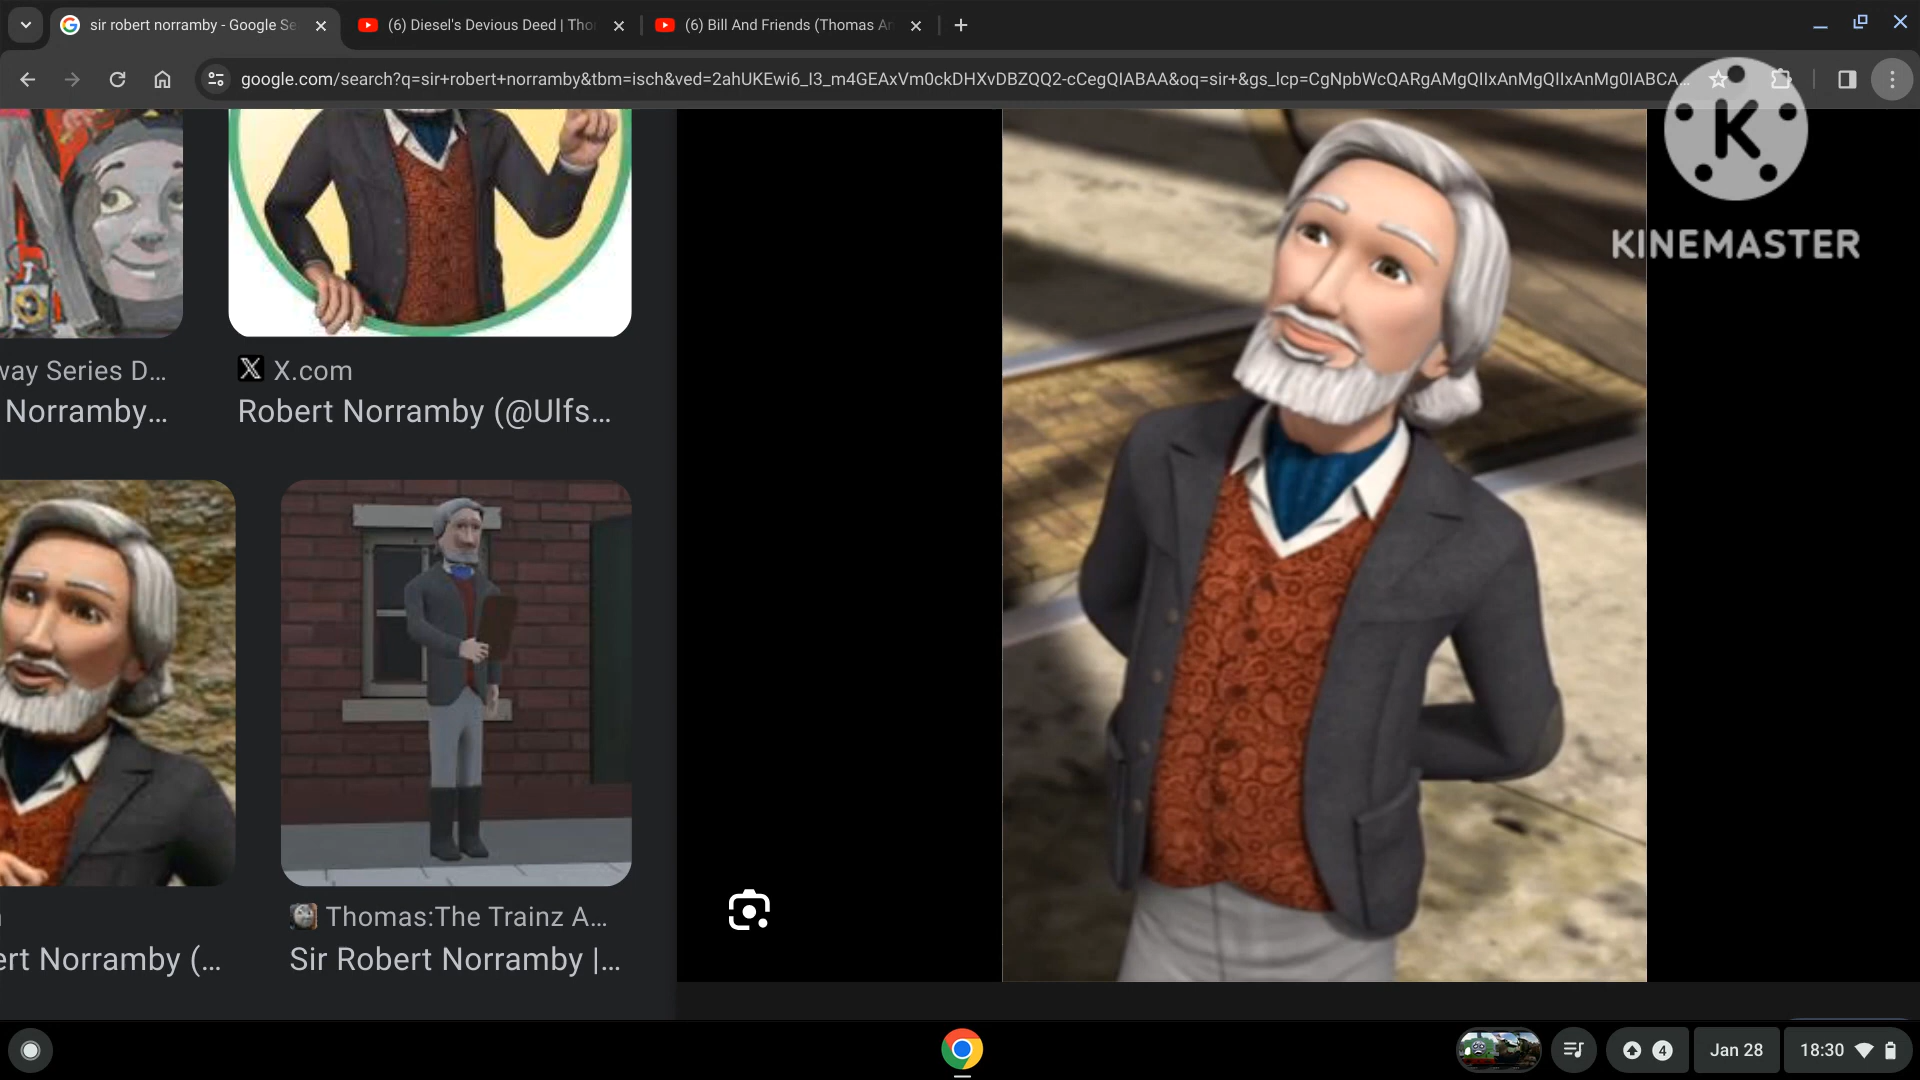 sir robert norramby - Google Se
(6) Diesel's Devious Deed | Tho
(6) Bill And Friends (Thomas A
google.com/search?q=sir+robert+norramby&tbm=isch&ved=2ahUKEwi6_I3_m4GEAxVm0ckDHXvDBZQQ2-cCegQIABAA&oq=sir+&gs_lcp=CgNpbWcQARgAMgQIIxAnMgQIIxAnMg0IABCA...
K
KINEMASTER
way Series D...
Norramby...
X.com
Robert Norramby (@Ulfs...
ert Norramby (...
Thomas:The Trainz A...
Sir Robert Norramby |...
4
Jan 28
18:30